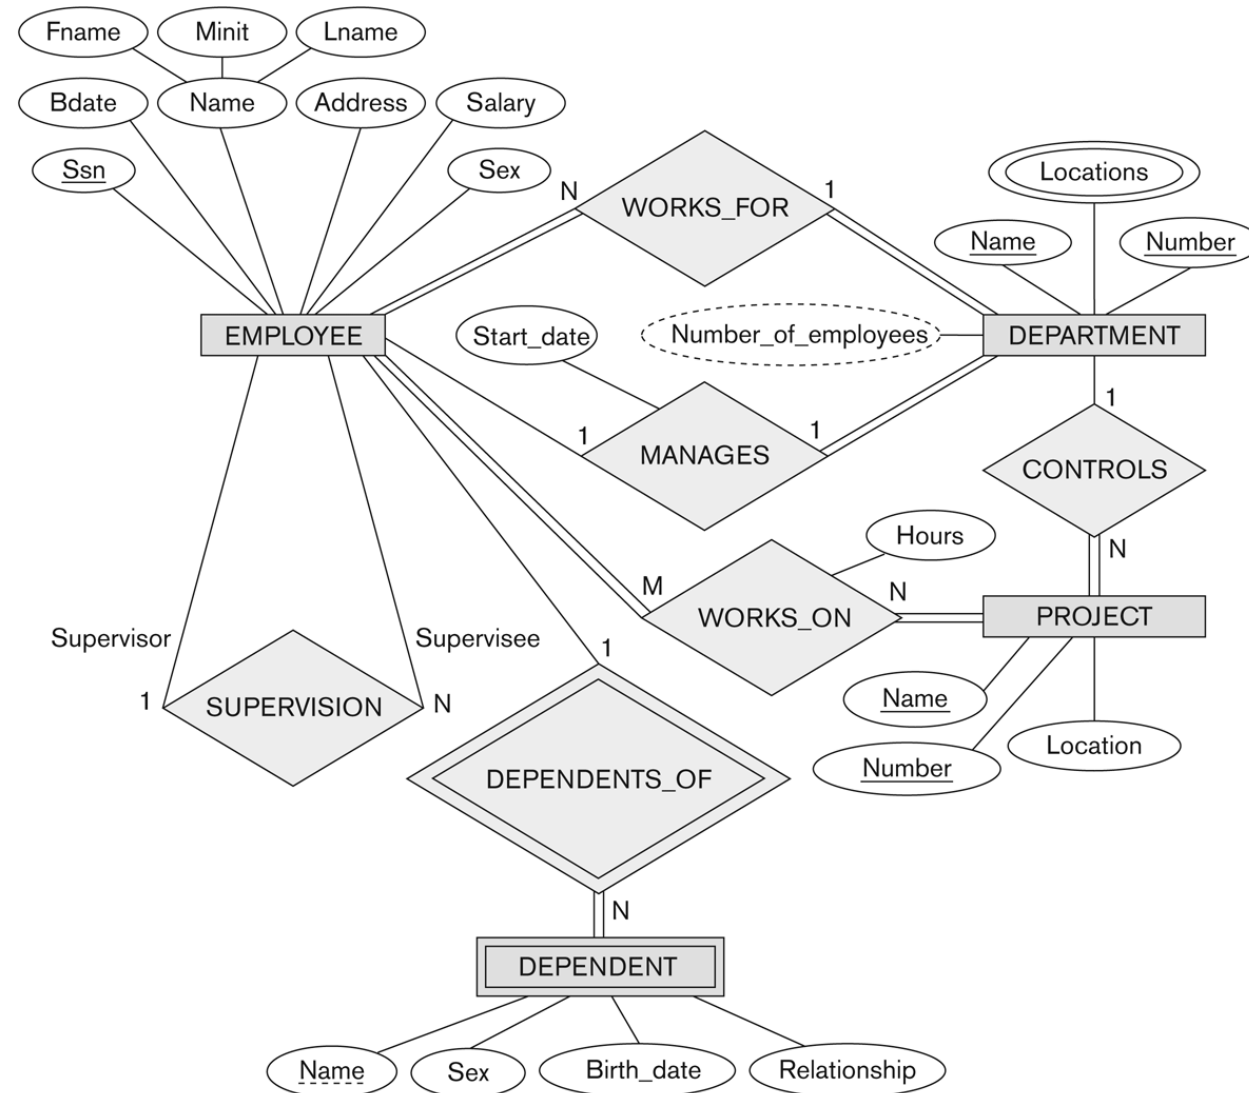 Fname
Minit
Lname
Bdate
Name
Address
Salary
Ssn
Sex
N
WORKS_FOR
1
Locations
Name
Number
EMPLOYEE
Start_date
Number_of_employees
DEPARTMENT
1
MANAGES
1
1
CONTROLS
N
Hours
M
WORKS_ON
N
PROJECT
Supervisor
Supervisee
1
1
SUPERVISION
N
Name
Location
Number
DEPENDENTS_OF
N
DEPENDENT
Name
Sex
Birth_date
Relationship